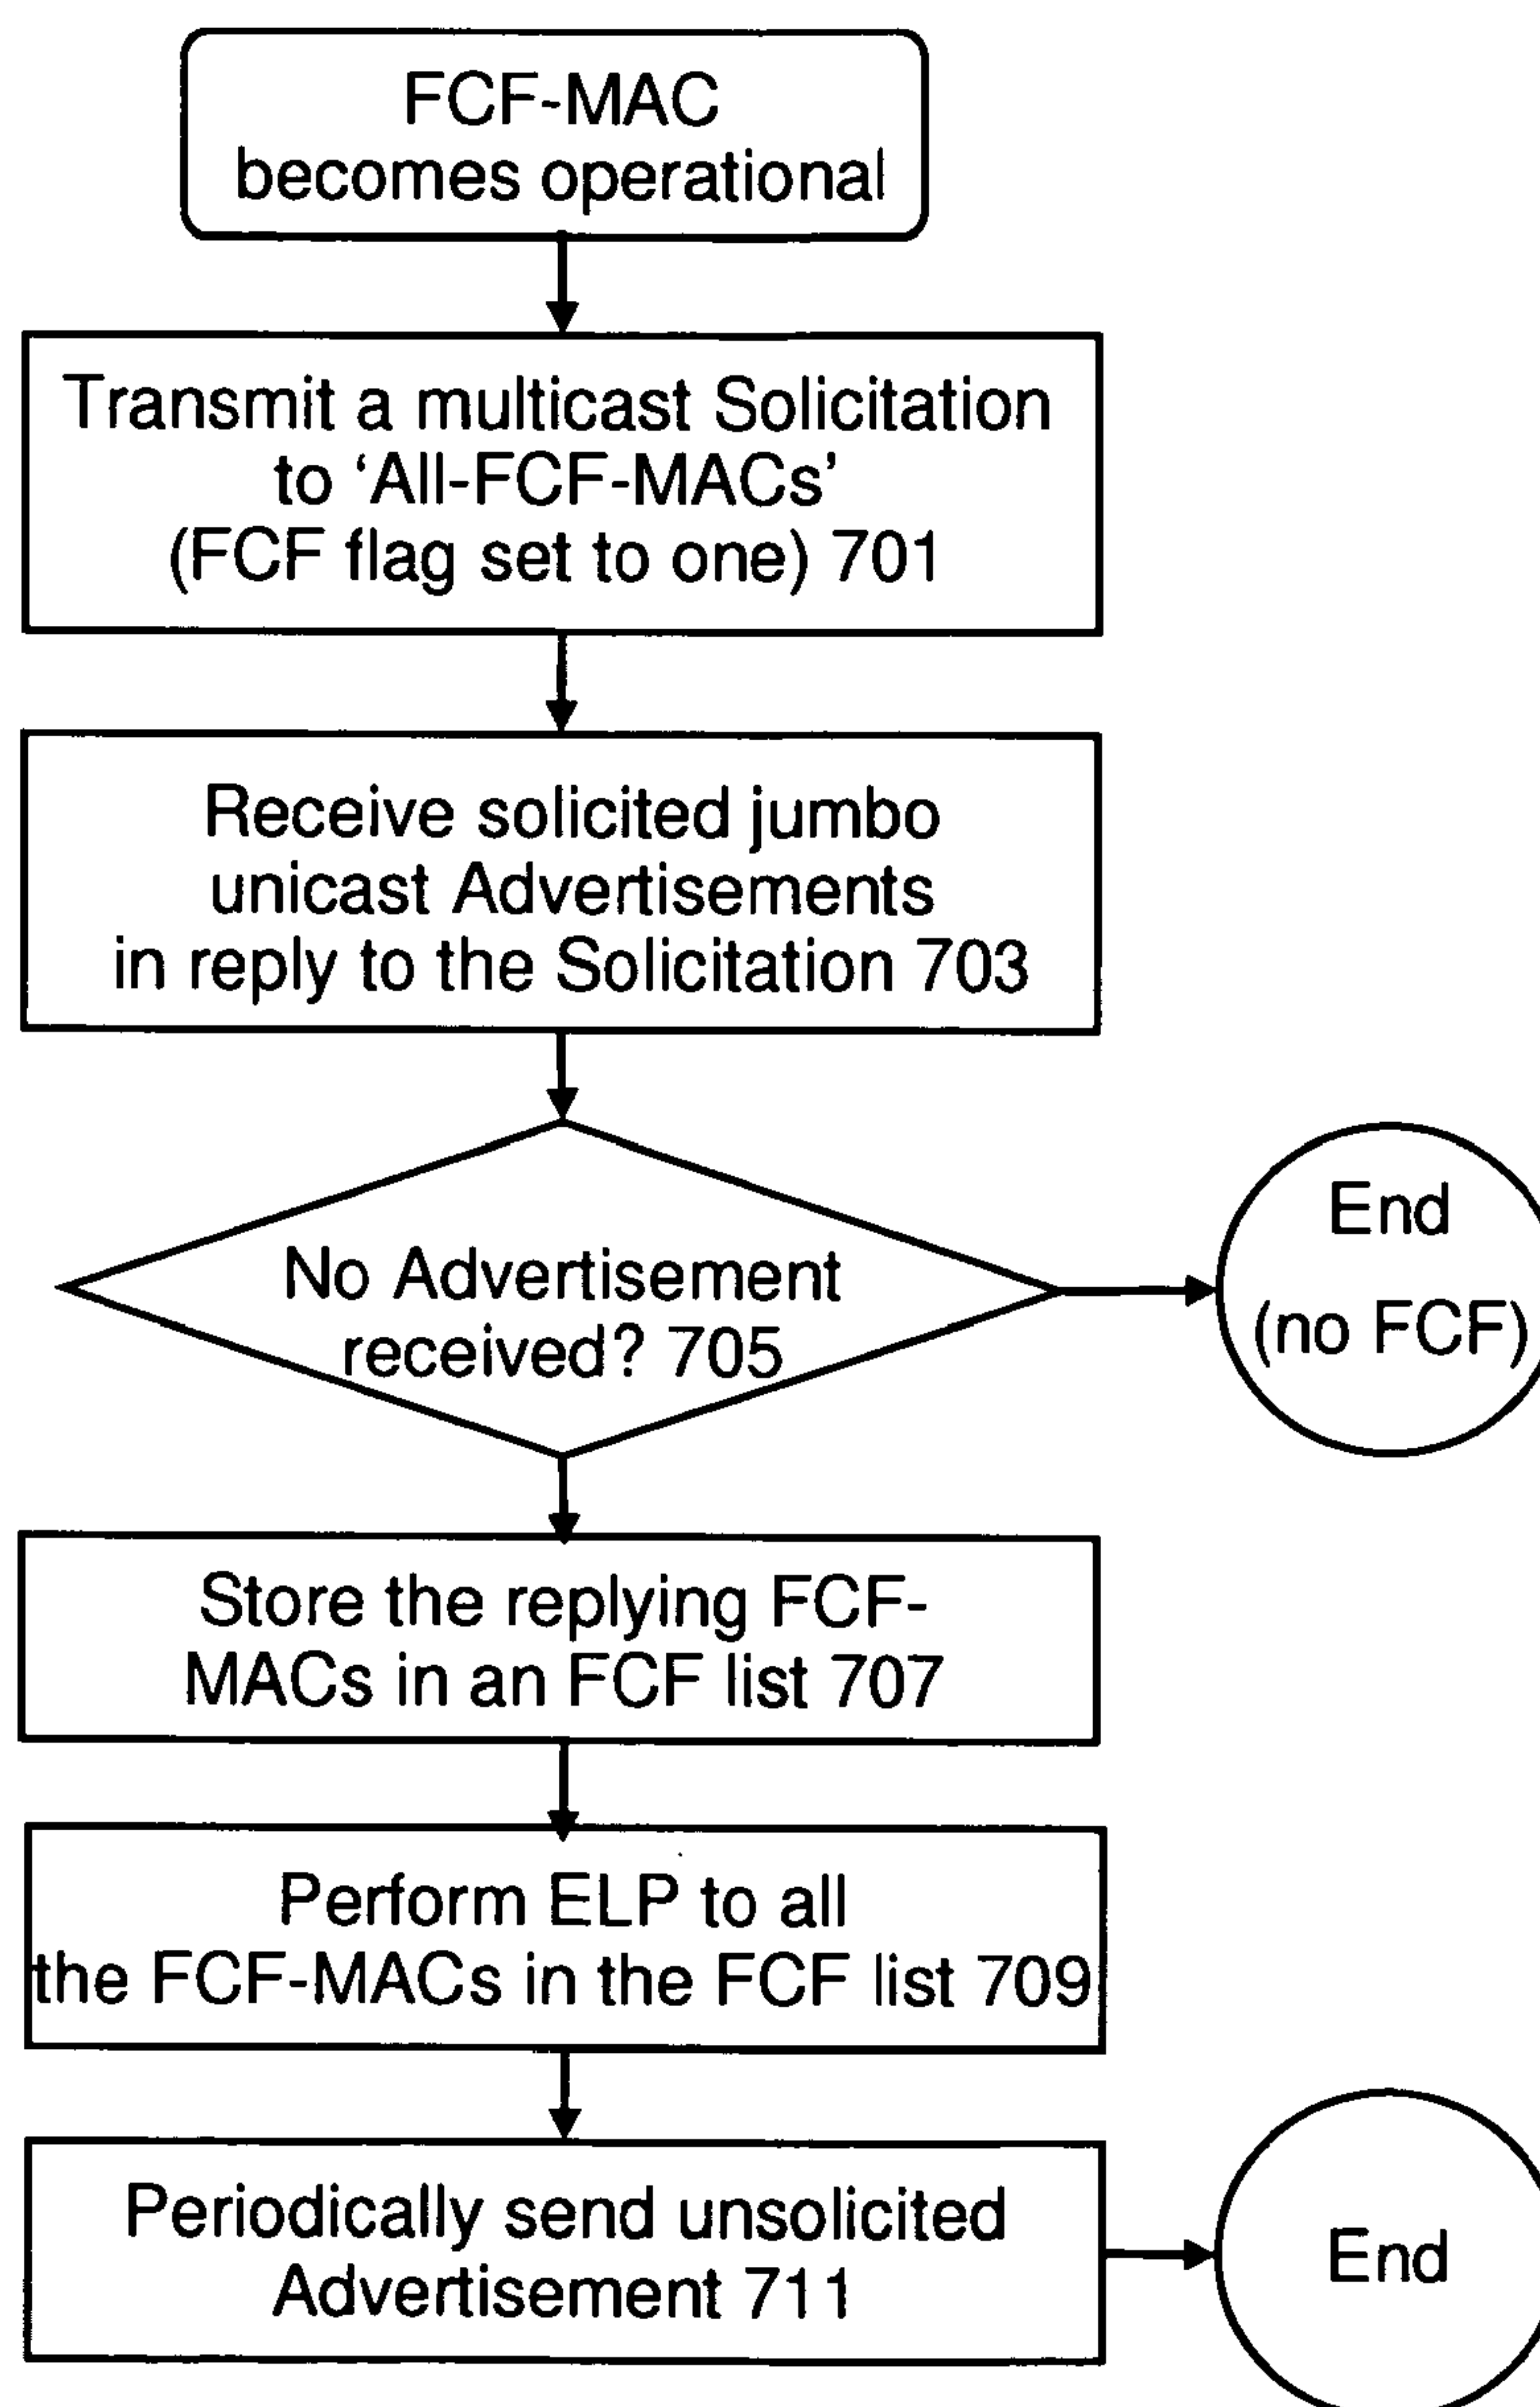 FCF-MAC
becomes operational
Transmit a multicast Solicitation
to ‘All-FCF-MACs’
(FCF flag set to one) 701
Receive solicited jumbo
unicast Advertisements
in reply to the Solicitation 703
No Advertisement
received? 705
End
(no FCF)
Store the replying FCF-
MACs in an FCF list 707
Perform ELP to all
the FCF-MACs in the FCF list 709
Periodically send unsolicited
Advertisement 711
End